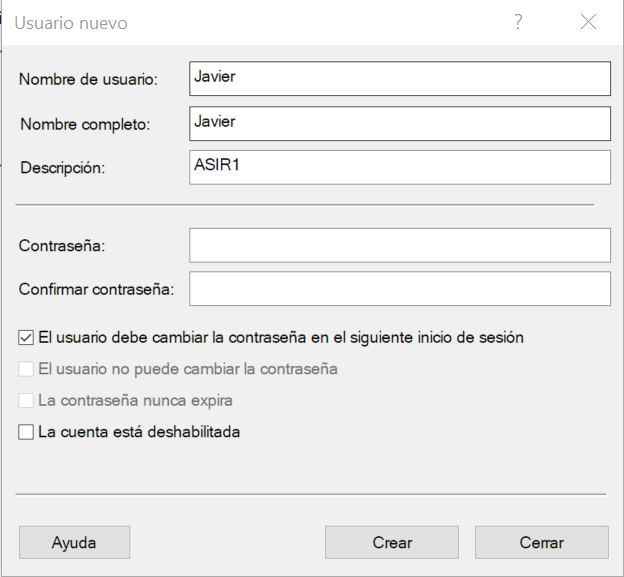 Usuario nuevo
?
Nombre de usuario: Javier
Nombre completo: Javier
Descripción: ASIR1
Contraseña:
Confirmar contraseña:
El usuario debe cambiar la contraseña en el siguiente inicio de sesión
El usuario no puede cambiar la contraseña
La contraseña nunca expira
La cuenta está deshabilitada
Ayuda Crear Cerrar